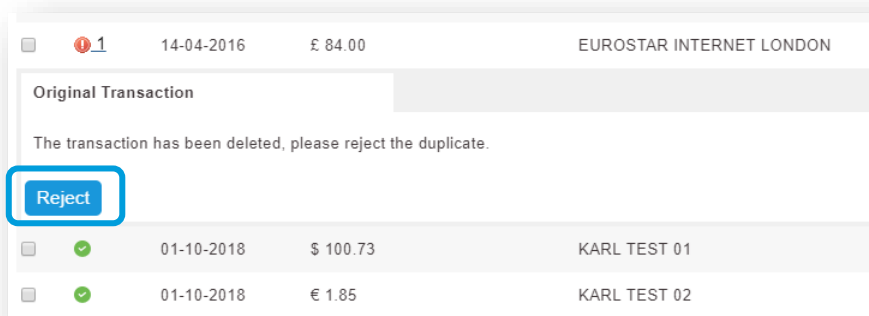 1 14-04-2016 £ 84.00 EUROSTAR INTERNET LONDON
Original Transaction
The transaction has been deleted, please reject the duplicate.
Reject
01-10-2018 $ 100.73 KARL TEST 01
01-10-2018 € 1.85 KARL TEST 02